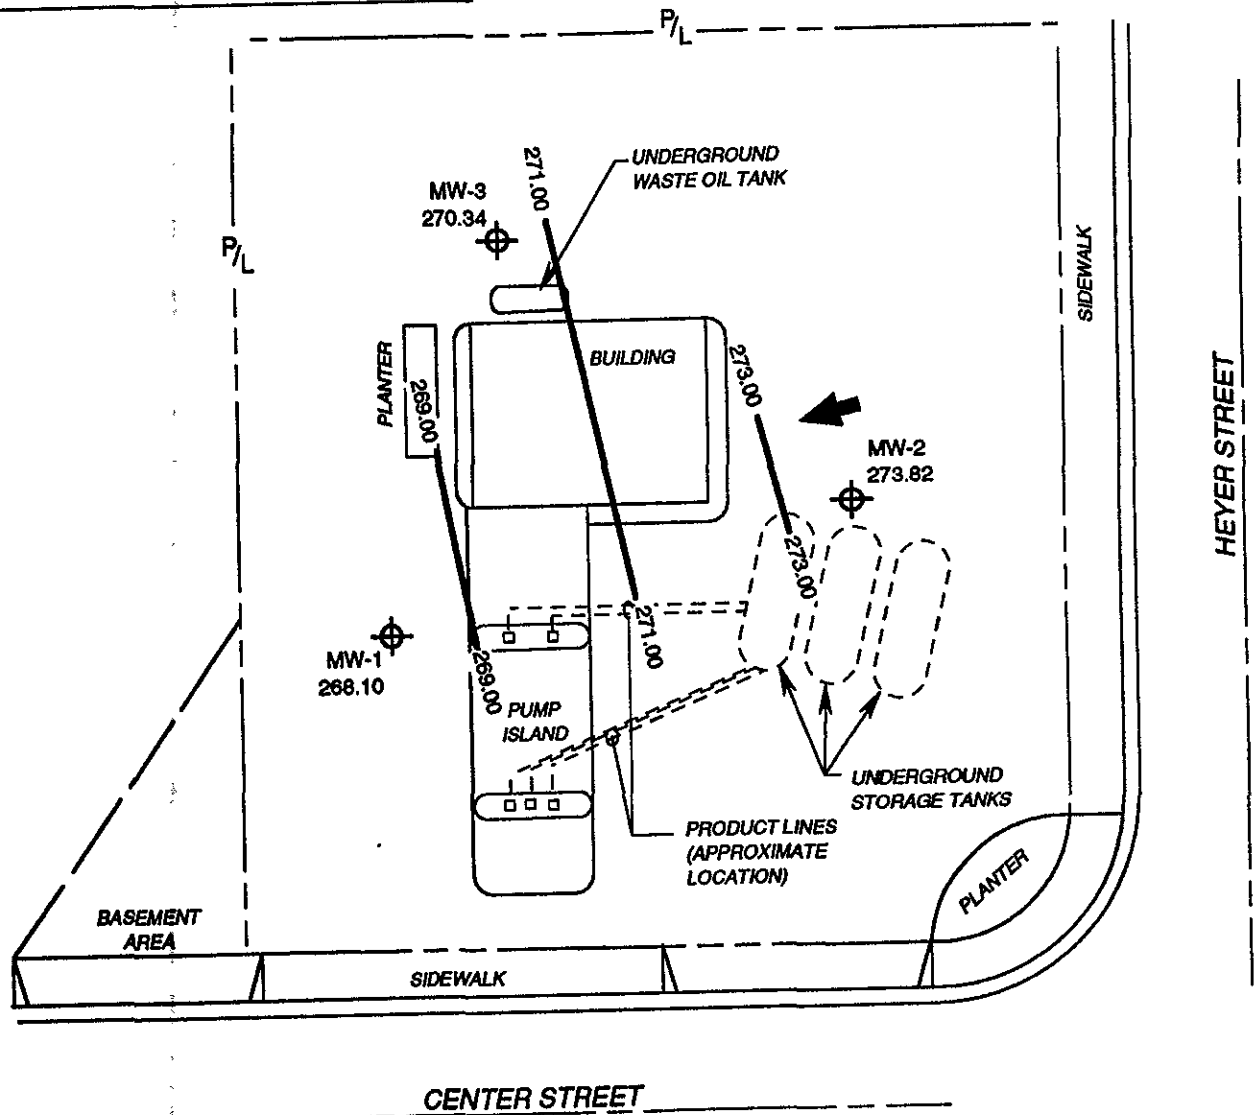 P/L
UNDERGROUND
WASTE OIL TANK
271.00
MW-3
270.34
P/L
SIDEWALK
PLANTER
269.00
BUILDING
273.00
MW-2
273.82
HEYER STREET
273.00
271.00
MW-1
268.10
269.00
PUMP
ISLAND
UNDERGROUND
STORAGE TANKS
PRODUCT LINES
(APPROXIMATE
LOCATION)
PLANTER
BASEMENT
AREA
SIDEWALK
CENTER STREET